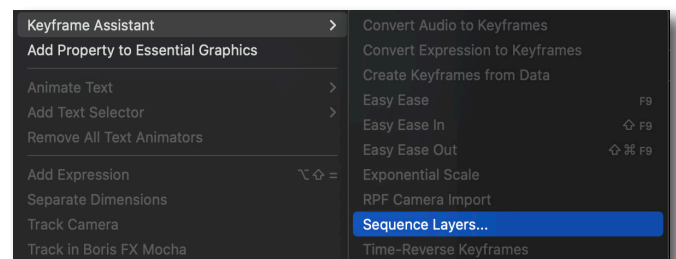 Keyframe Assistant >
Add Property to Essential Graphics
Animate Text >
Add Text Selector >
Remove All Text Animators
Add Expression ⌥⇧=
Separate Dimensions
Track Camera
Track in Boris FX Mocha
Convert Audio to Keyframes
Convert Expression to Keyframes
Create Keyframes from Data
Easy Ease F9
Easy Ease In ⇧ F9
Easy Ease Out ⇧⌘ F9
Exponential Scale
RPF Camera Import
Sequence Layers...
Time-Reverse Keyframes